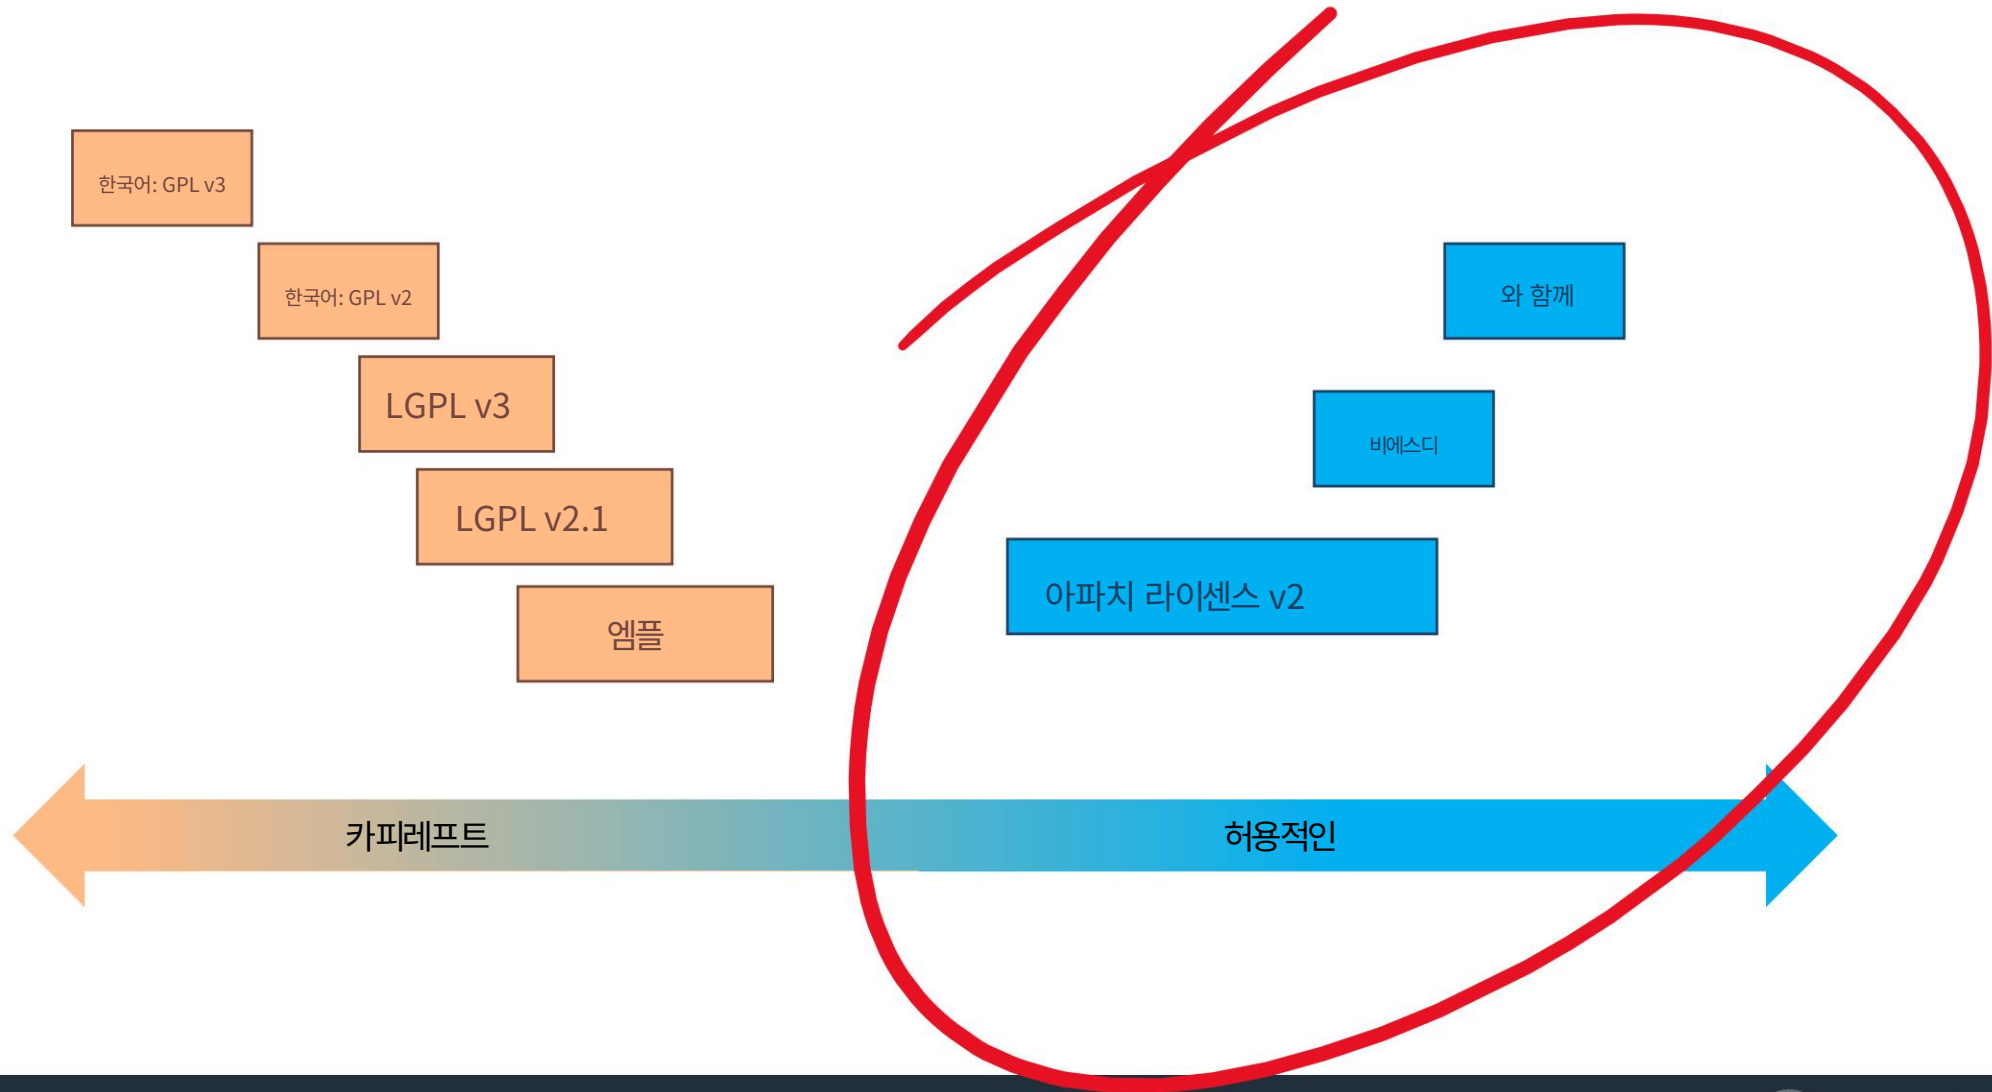 한국어: GPL v3
한국어: GPL v2
와 함께
LGPL v3
비에스디
LGPL v2.1
아파치 라이센스 v2
엠플
카피레프트
허용적인